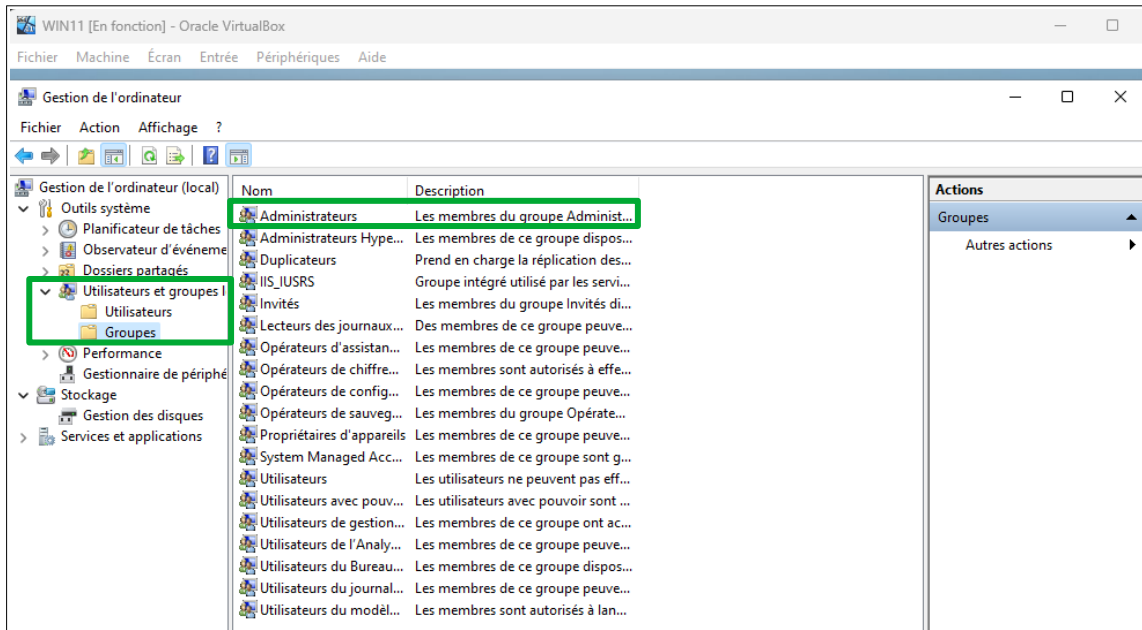 WIN11 [En fonction] - Oracle VirtualBox
Fichier Machine Écran Entrée Périphériques Aide
Gestion de l'ordinateur
Fichier Action Affichage ?
Gestion de l'ordinateur (local)
Outils système
Planificateur de tâches
Observateur d'événeme
Dossiers partagés
Utilisateurs et groupes l
Utilisateurs
Groupes
Performance
Gestionnaire de périphé
Stockage
Gestion des disques
Services et applications
Nom Description
Administrateurs Les membres du groupe Administ...
Administrateurs Hype... Les membres de ce groupe dispos...
Duplicateurs Prend en charge la réplication des...
IIS_IUSRS Groupe intégré utilisé par les servi...
Invités Les membres du groupe Invités di...
Lecteurs des journaux... Des membres de ce groupe peuve...
Opérateurs d'assistan... Les membres de ce groupe peuve...
Opérateurs de chiffre... Les membres sont autorisés à effe...
Opérateurs de config... Les membres de ce groupe peuve...
Opérateurs de sauveg... Les membres du groupe Opérate...
Propriétaires d'appareils Les membres de ce groupe peuve...
System Managed Acc... Les membres de ce groupe sont g...
Utilisateurs Les utilisateurs ne peuvent pas eff...
Utilisateurs avec pouv... Les utilisateurs avec pouvoir sont ...
Utilisateurs de gestion... Les membres de ce groupe ont ac...
Utilisateurs de l'Analy... Les membres de ce groupe peuve...
Utilisateurs du Bureau... Les membres de ce groupe dispos...
Utilisateurs du journal... Les membres de ce groupe peuve...
Utilisateurs du modèl... Les membres sont autorisés à lan...
Actions
Groupes
Autres actions